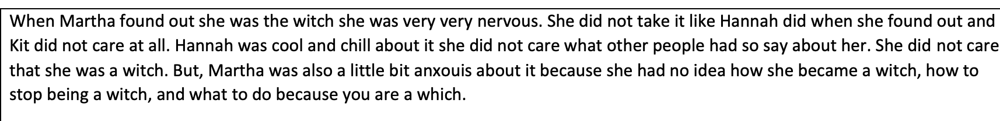 When Martha found out she was the witch she was very very nervous. She did not take it like Hannah did when she found out and
Kit did not care at all. Hannah was cool and chill about it she did not care what other people had so say about her. She did not care
that she was a witch. But, Martha was also a little bit anxouis about it because she had no idea how she became a witch, how to
stop being a witch, and what to do because you are a which.